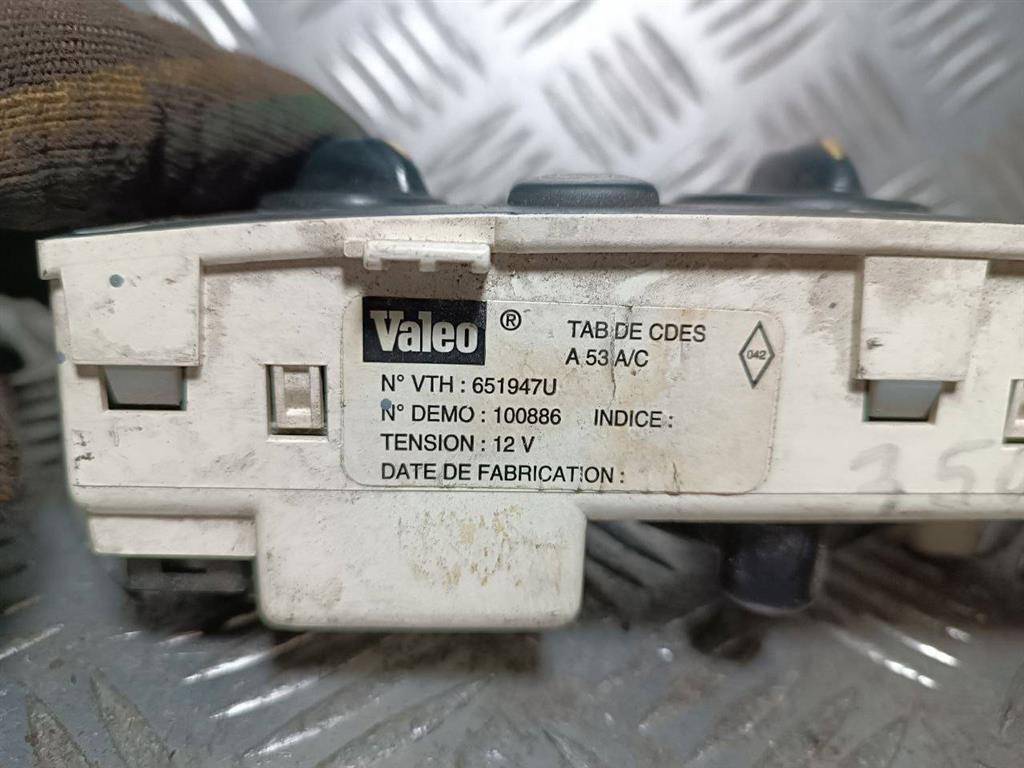 Valeo ® TAB DE CDES
A 53 A/C
042
N° VTH : 651947U
N° DEMO : 100886 INDICE :
TENSION : 12 V
DATE DE FABRICATION :